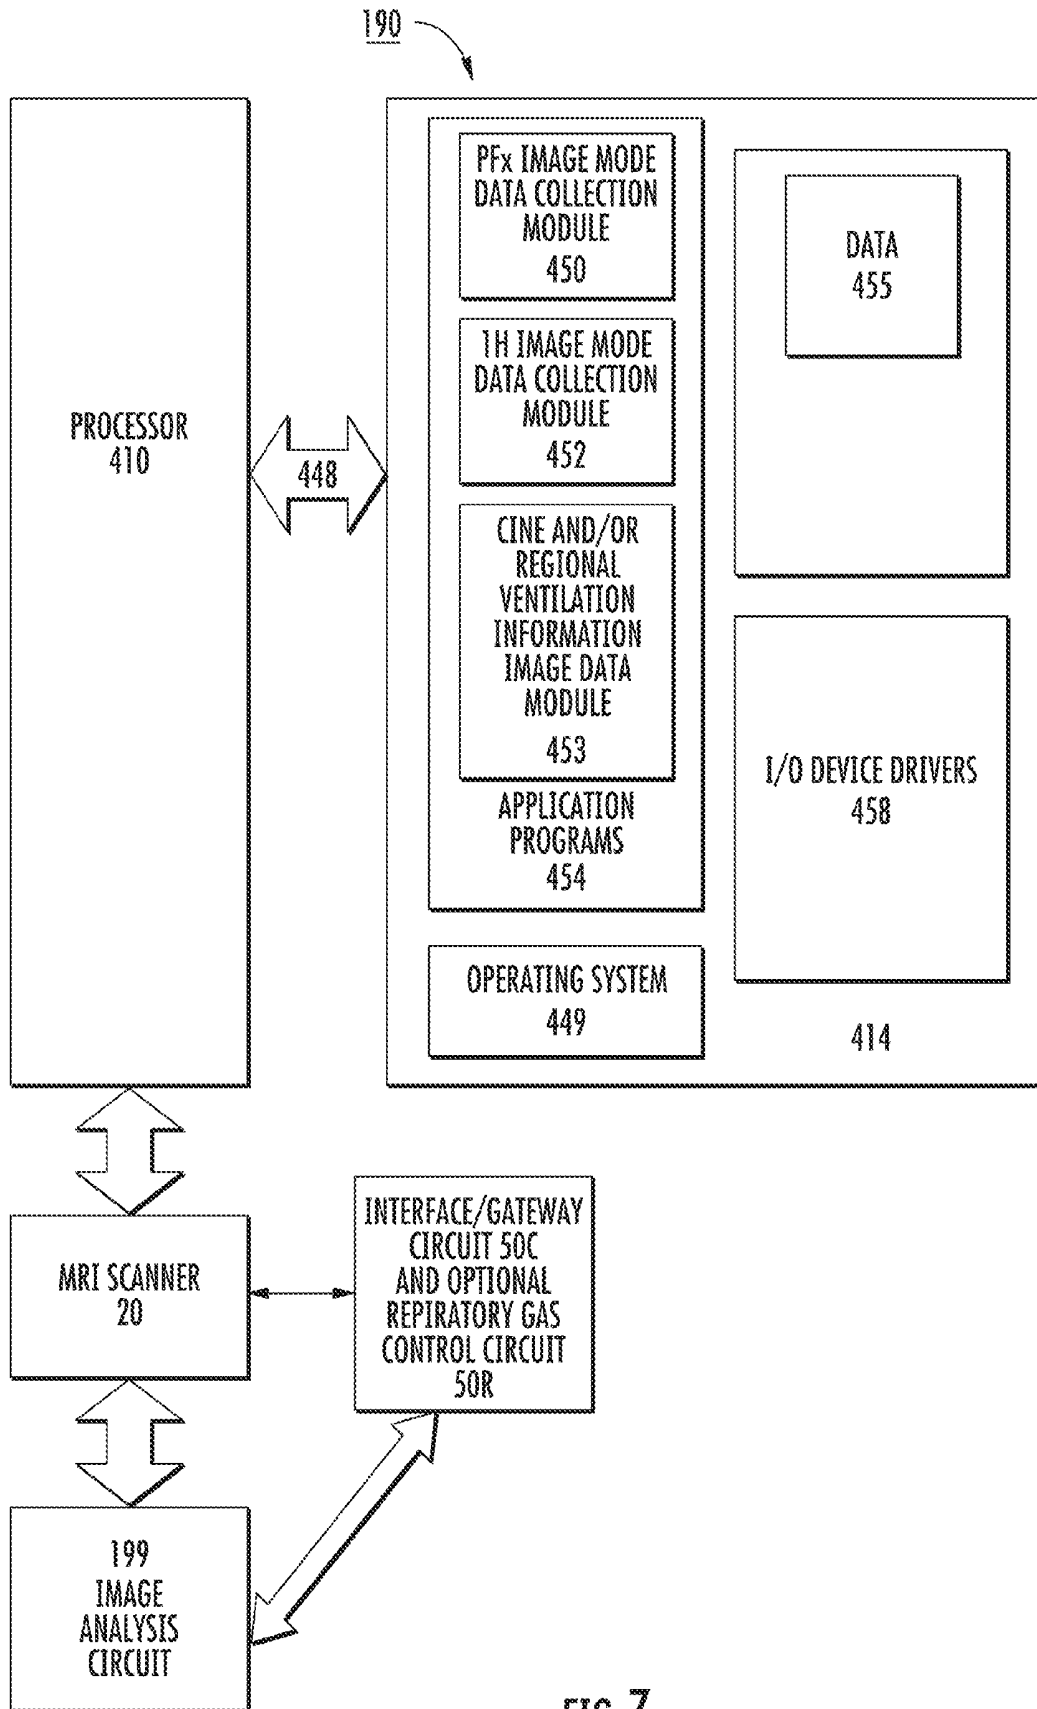 190
PROCESSOR
410
448
PFx IMAGE MODE
DATA COLLECTION
MODULE
450
1H IMAGE MODE
DATA COLLECTION
MODULE
452
CINE AND/OR
REGIONAL
VENTILATION
INFORMATION
IMAGE DATA
MODULE
453
APPLICATION
PROGRAMS
454
OPERATING SYSTEM
449
DATA
455
I/O DEVICE DRIVERS
458
414
MRI SCANNER
20
INTERFACE/GATEWAY
CIRCUIT 50C
AND OPTIONAL
REPIRATORY GAS
CONTROL CIRCUIT
50R
199
IMAGE
ANALYSIS
CIRCUIT
FIG. 7